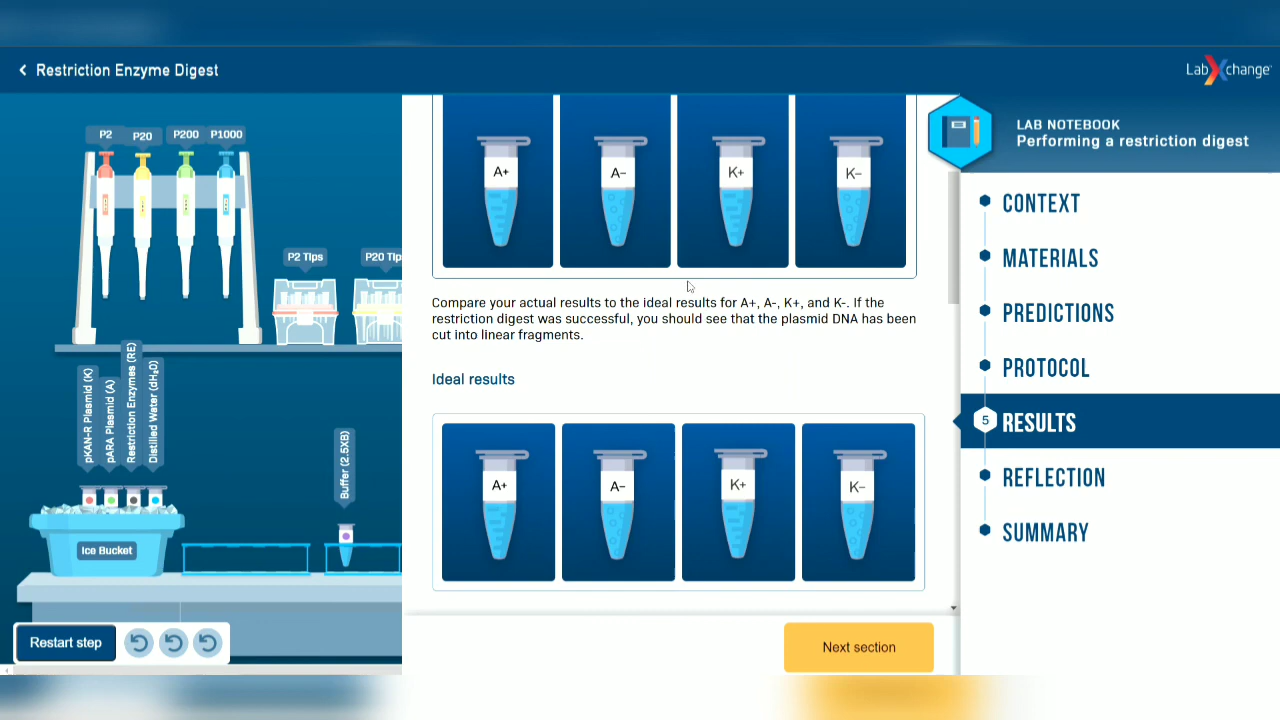 Restriction Enzyme Digest
LabXchange
LAB NOTEBOOK
Performing a restriction digest
P2
P20
P200
P1000
P2 Tips
P20 Tip
pKAN-R Plasmid (K)
pARA Plasmid (A)
Restriction Enzymes (RE)
Distilled Water (dH₂O)
Buffer (2.5XB)
Ice Bucket
Restart step
A+
A-
K+
K-
Compare your actual results to the ideal results for A+, A-, K+, and K-. If the
restriction digest was successful, you should see that the plasmid DNA has been
cut into linear fragments.
Ideal results
A+
A-
K+
K-
Next section
CONTEXT
MATERIALS
PREDICTIONS
PROTOCOL
5 RESULTS
REFLECTION
SUMMARY